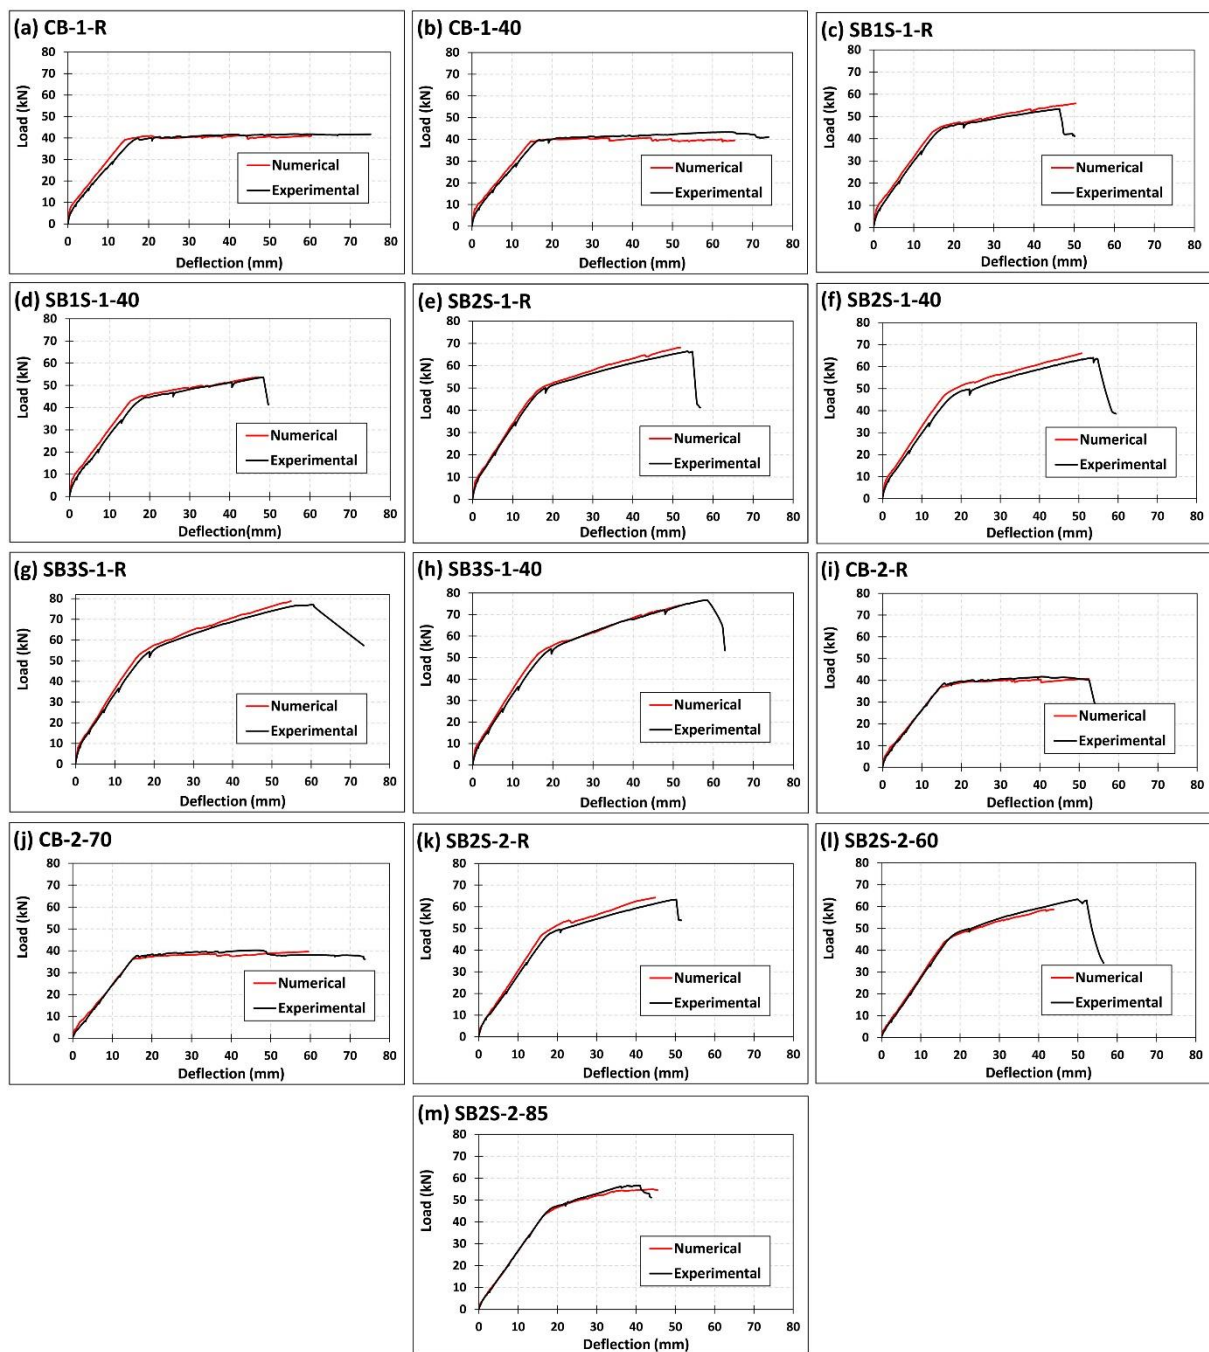 (a) CB-1-R
Load (kN)
80
70
60
50
40
30
20
10
0
Numerical
Experimental
0 10 20 30 40 50 60 70 80
Deflection (mm)
(b) CB-1-40
Load (kN)
80
70
60
50
40
30
20
10
0
Numerical
Experimental
0 10 20 30 40 50 60 70 80
Deflection (mm)
(c) SB1S-1-R
Load (kN)
80
70
60
50
40
30
20
10
0
Numerical
Experimental
0 10 20 30 40 50 60 70 80
Deflection (mm)
(d) SB1S-1-40
Load (kN)
80
70
60
50
40
30
20
10
0
Numerical
Experimental
0 10 20 30 40 50 60 70 80
Deflection(mm)
(e) SB2S-1-R
Load (kN)
80
70
60
50
40
30
20
10
0
Numerical
Experimental
0 10 20 30 40 50 60 70 80
Deflection (mm)
(f) SB2S-1-40
Load (kN)
80
70
60
50
40
30
20
10
0
Numerical
Experimental
0 10 20 30 40 50 60 70 80
Deflection (mm)
(g) SB3S-1-R
Load (kN)
80
70
60
50
40
30
20
10
0
Numerical
Experimental
0 10 20 30 40 50 60 70 80
Deflection (mm)
(h) SB3S-1-40
Load (kN)
80
70
60
50
40
30
20
10
0
Numerical
Experimental
0 10 20 30 40 50 60 70 80
Deflection (mm)
(i) CB-2-R
Load (kN)
80
70
60
50
40
30
20
10
0
Numerical
Experimental
0 10 20 30 40 50 60 70 80
Deflection (mm)
(j) CB-2-70
Load (kN)
80
70
60
50
40
30
20
10
0
Numerical
Experimental
0 10 20 30 40 50 60 70 80
Deflection (mm)
(k) SB2S-2-R
Load (kN)
80
70
60
50
40
30
20
10
0
Numerical
Experimental
0 10 20 30 40 50 60 70 80
Deflection (mm)
(l) SB2S-2-60
Load (kN)
80
70
60
50
40
30
20
10
0
Numerical
Experimental
0 10 20 30 40 50 60 70 80
Deflection (mm)
(m) SB2S-2-85
Load (kN)
80
70
60
50
40
30
20
10
0
Numerical
Experimental
0 10 20 30 40 50 60 70 80
Deflection (mm)